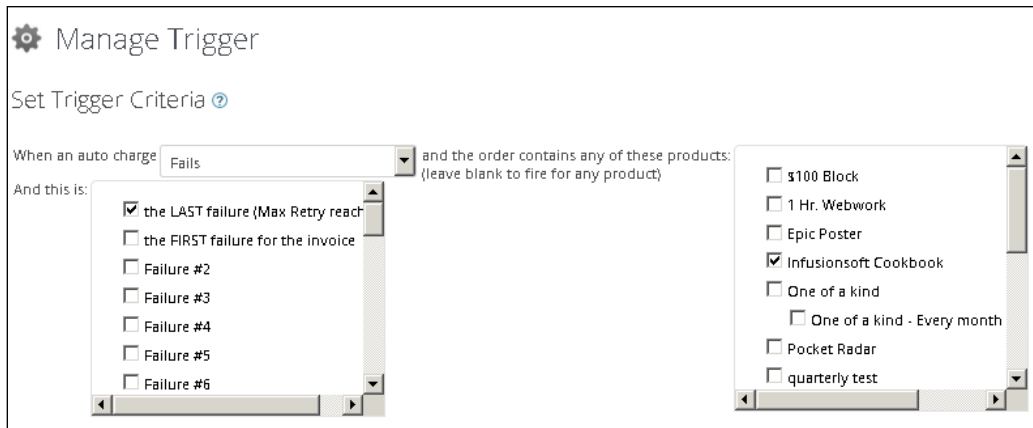 Manage Trigger
Set Trigger Criteria ?
When an auto charge Fails and the order contains any of these products:
(leave blank to fire for any product)
And this is:
the LAST failure (Max Retry reach
the FIRST failure for the invoice
Failure #2
Failure #3
Failure #4
Failure #5
Failure #6
$100 Block
1 Hr. Webwork
Epic Poster
Infusionsoft Cookbook
One of a kind
One of a kind - Every month
Pocket Radar
quarterly test